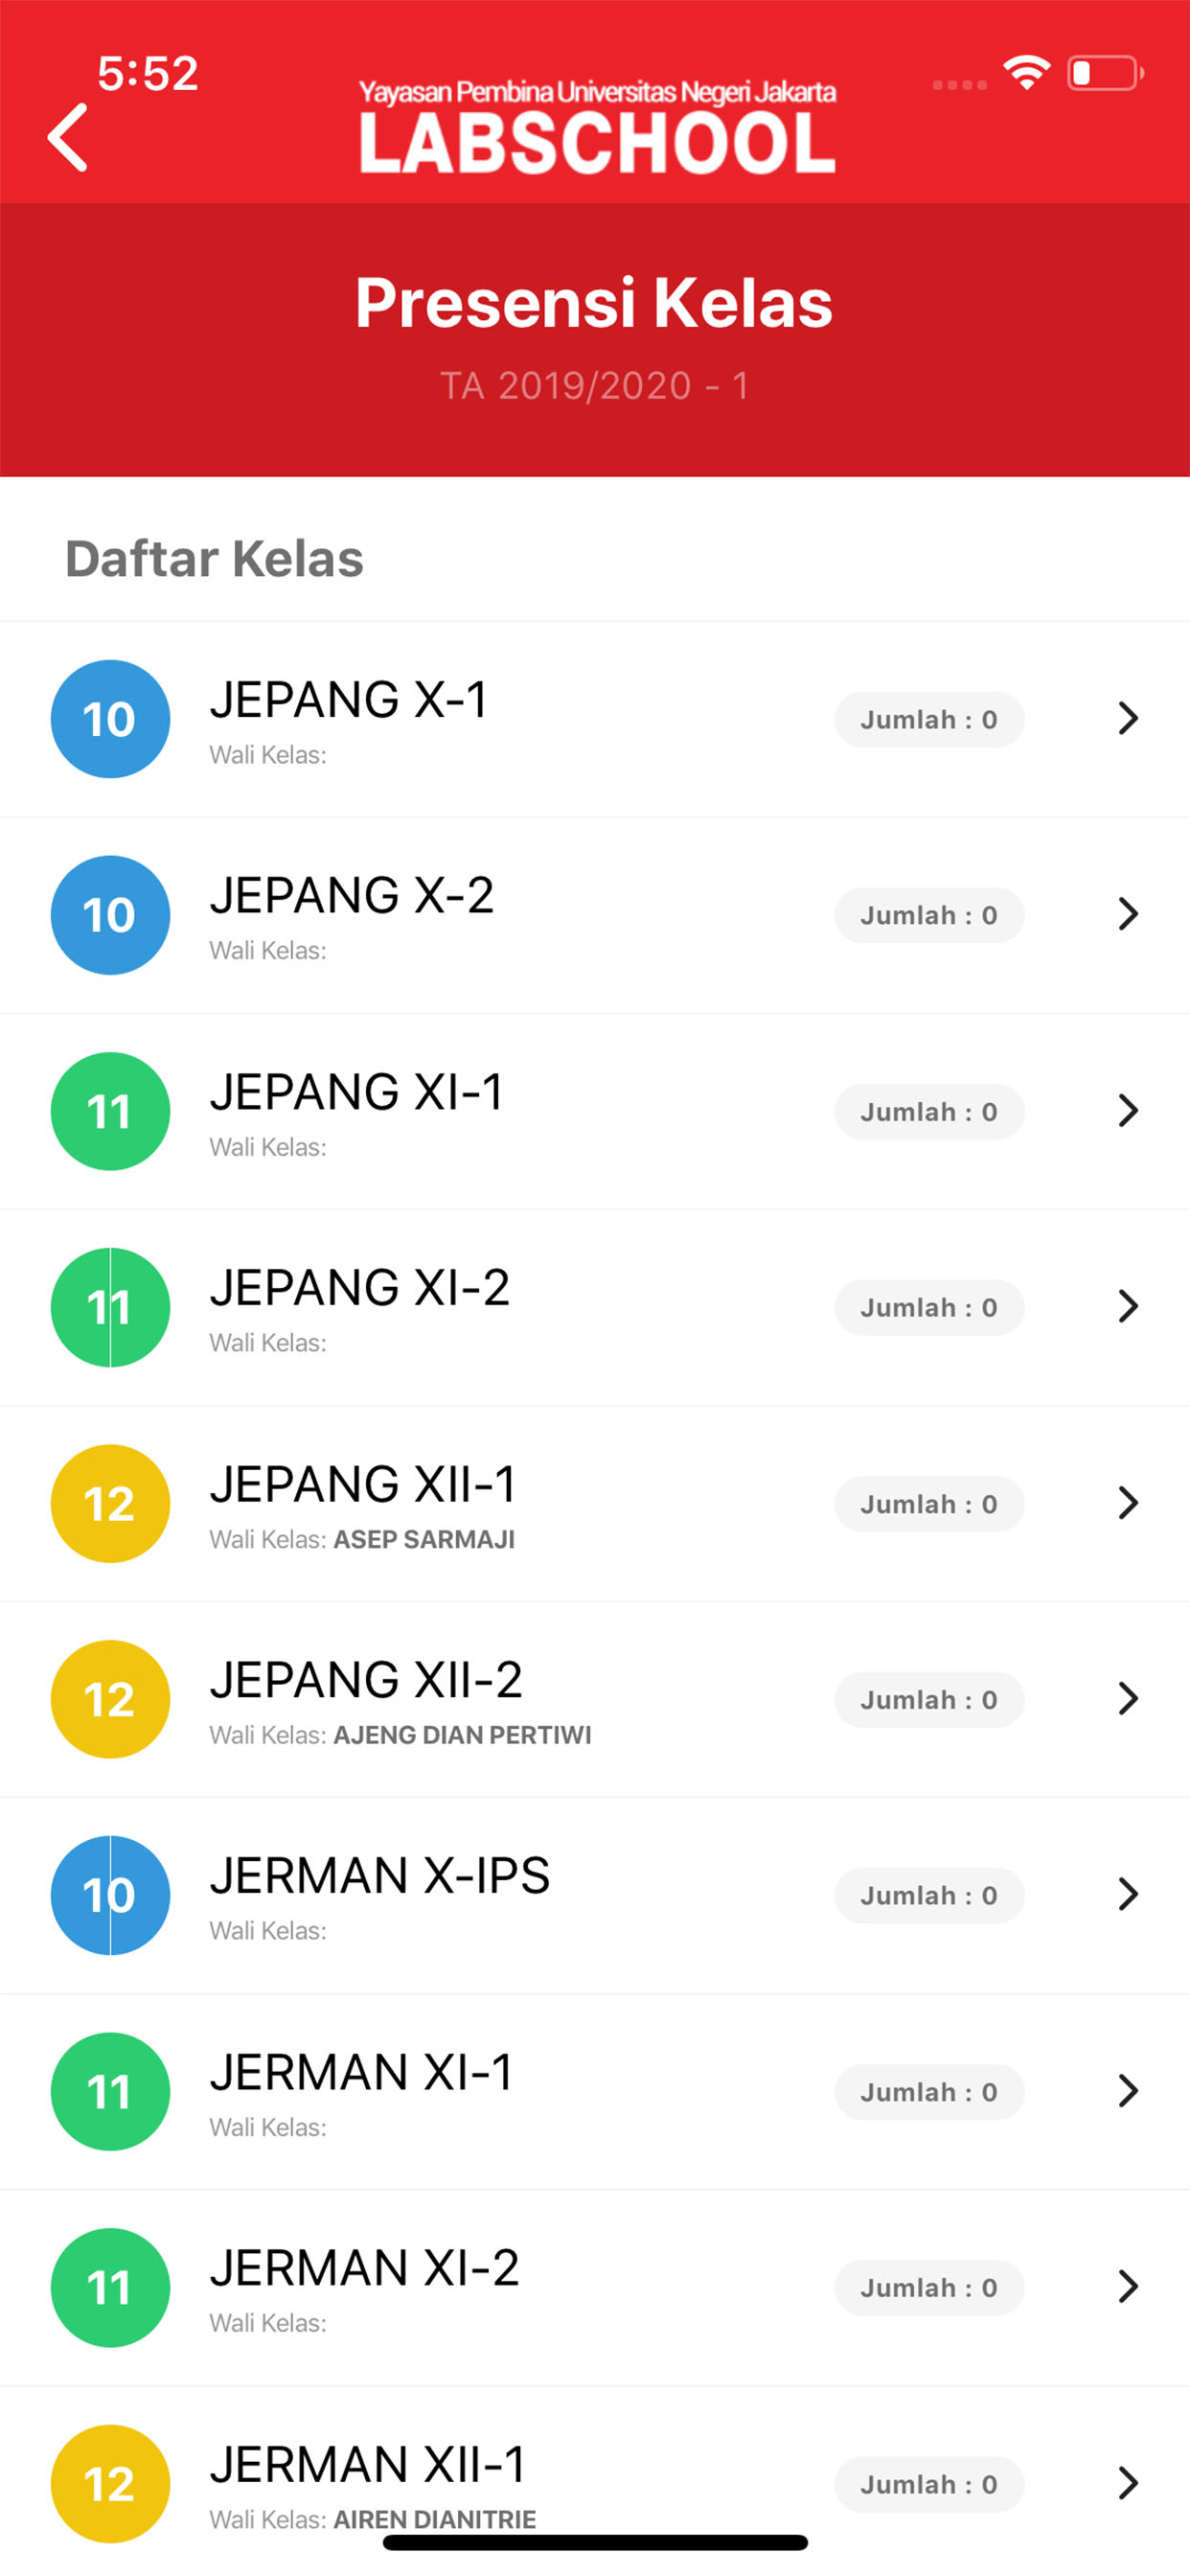 5:52
Yayasan Pembina Universitas Negeri Jakarta
LABSCHOOL
Presensi Kelas
TA 2019/2020 - 1
Daftar Kelas
10
JEPANG X-1
Wali Kelas:
Jumlah : 0
10
JEPANG X-2
Wali Kelas:
Jumlah : 0
11
JEPANG XI-1
Wali Kelas:
Jumlah : 0
11
JEPANG XI-2
Wali Kelas:
Jumlah : 0
12
JEPANG XII-1
Wali Kelas: ASEP SARMAJI
Jumlah : 0
12
JEPANG XII-2
Wali Kelas: AJENG DIAN PERTIWI
Jumlah : 0
10
JERMAN X-IPS
Wali Kelas:
Jumlah : 0
11
JERMAN XI-1
Wali Kelas:
Jumlah : 0
11
JERMAN XI-2
Wali Kelas:
Jumlah : 0
12
JERMAN XII-1
Wali Kelas: AIREN DIANITRIE
Jumlah : 0